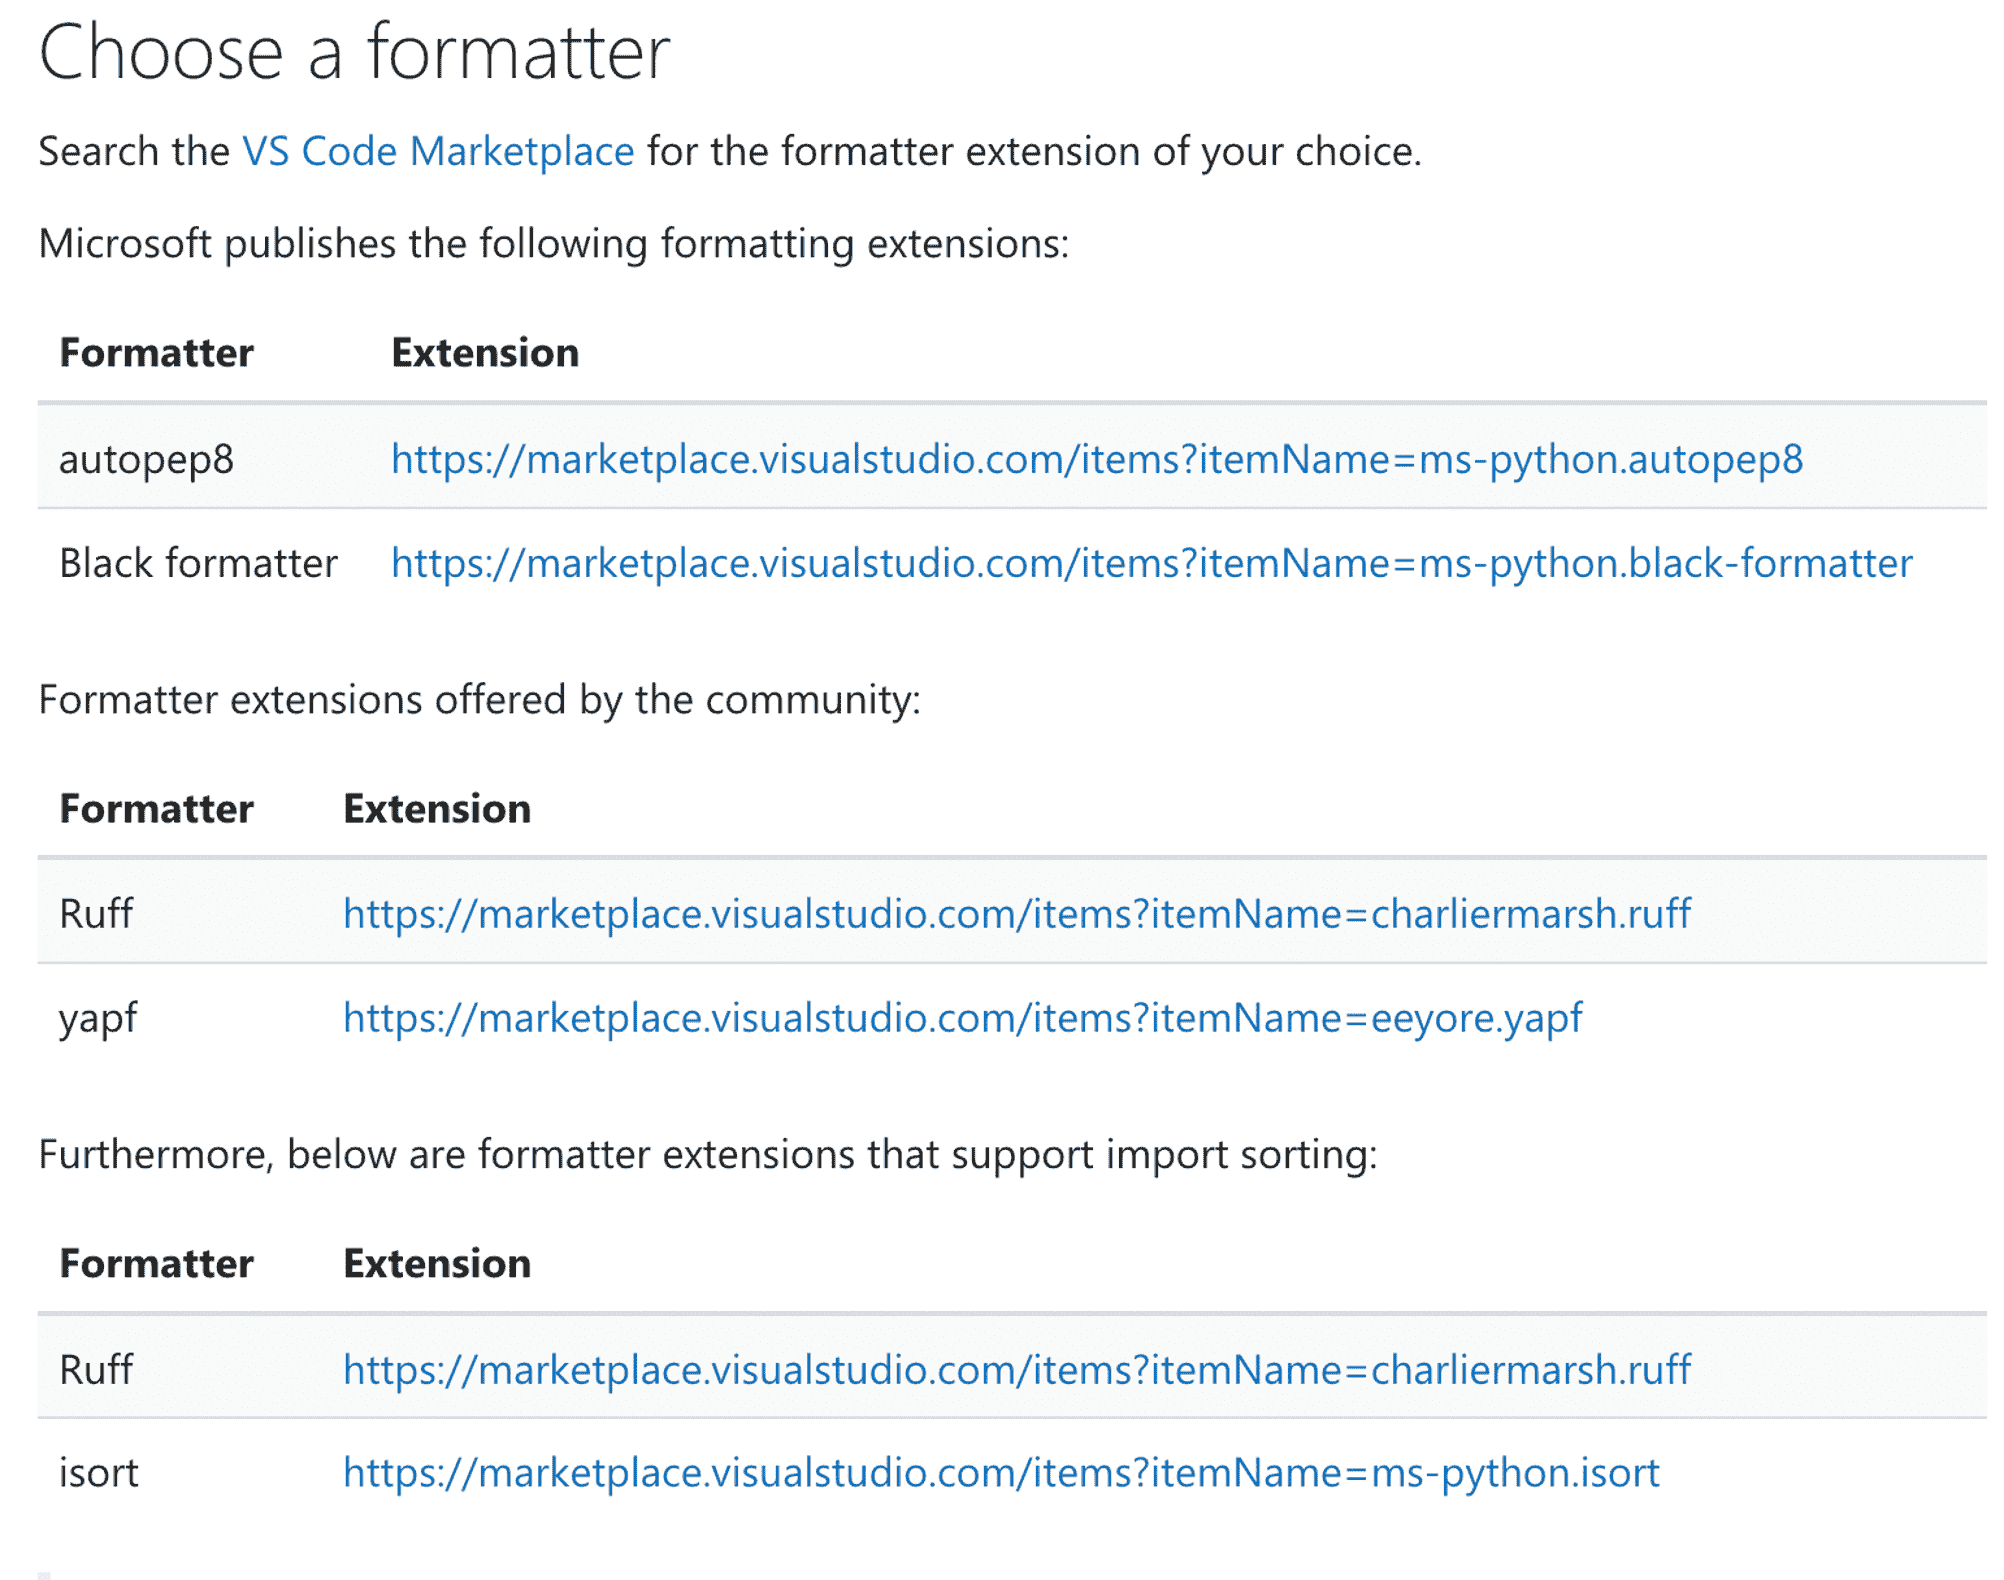 Choose a formatter
Search the VS Code Marketplace for the formatter extension of your choice.
Microsoft publishes the following formatting extensions:
Formatter Extension
autopep8 https://marketplace.visualstudio.com/items?itemName=ms-python.autopep8
Black formatter https://marketplace.visualstudio.com/items?itemName=ms-python.black-formatter
Formatter extensions offered by the community:
Formatter Extension
Ruff https://marketplace.visualstudio.com/items?itemName=charliermarsh.ruff
yapf https://marketplace.visualstudio.com/items?itemName=eeyore.yapf
Furthermore, below are formatter extensions that support import sorting:
Formatter Extension
Ruff https://marketplace.visualstudio.com/items?itemName=charliermarsh.ruff
isort https://marketplace.visualstudio.com/items?itemName=ms-python.isort